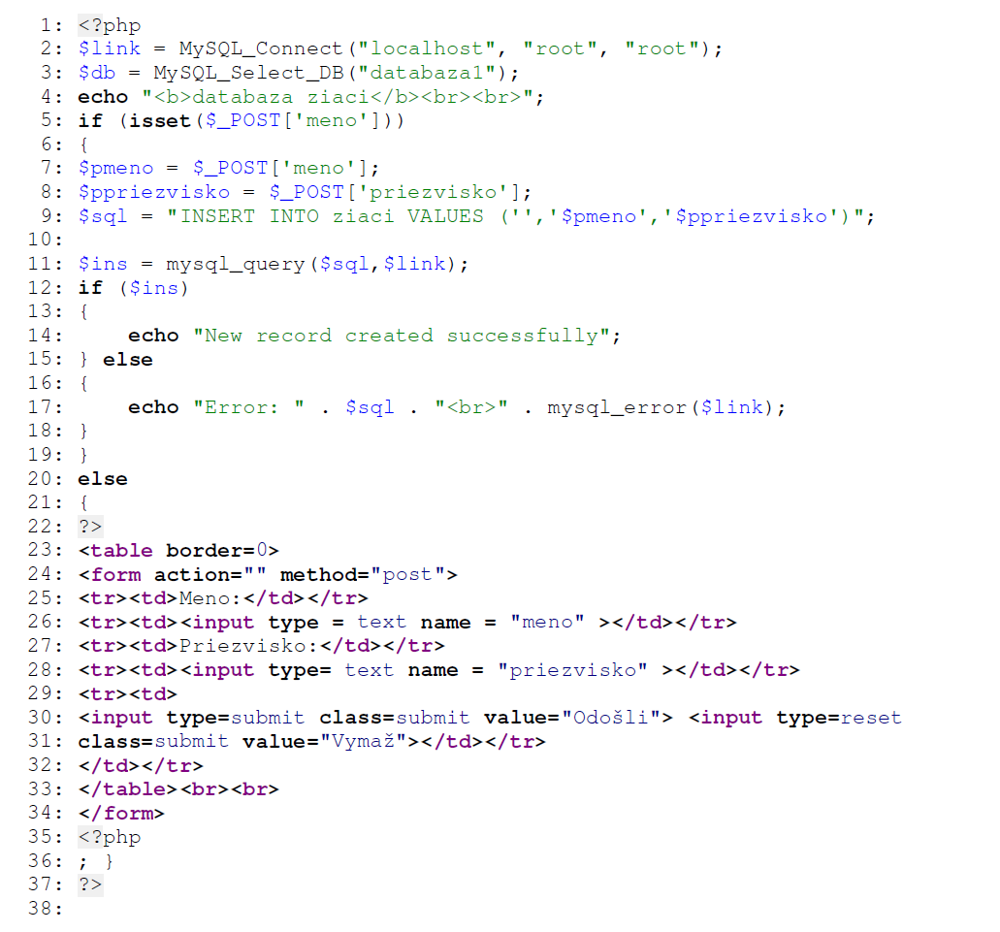 1: <?php
2: $link = MySQL_Connect("localhost", "root", "root");
3: $db = MySQL_Select_DB("databaza1");
4: echo "<b>databaza ziaci</b><br><br>";
5: if (isset($_POST['meno']))
6: {
7: $pmeno = $_POST['meno'];
8: $ppriezvisko = $_POST['priezvisko'];
9: $sql = "INSERT INTO ziaci VALUES ('','$pmeno','$ppriezvisko')";
10:
11: $ins = mysql_query($sql,$link);
12: if ($ins)
13: {
14:     echo "New record created successfully";
15: } else
16: {
17:     echo "Error: " . $sql . "<br>" . mysql_error($link);
18: }
19: }
20: else
21: {
22: ?>
23: <table border=0>
24: <form action="" method="post">
25: <tr><td>Meno:</td></tr>
26: <tr><td><input type = text name = "meno" ></td></tr>
27: <tr><td>Priezvisko:</td></tr>
28: <tr><td><input type= text name = "priezvisko" ></td></tr>
29: <tr><td>
30: <input type=submit class=submit value="Odošli"> <input type=reset
31: class=submit value="Vymaž"></td></tr>
32: </td></tr>
33: </table><br><br>
34: </form>
35: <?php
36: ; }
37: ?>
38: